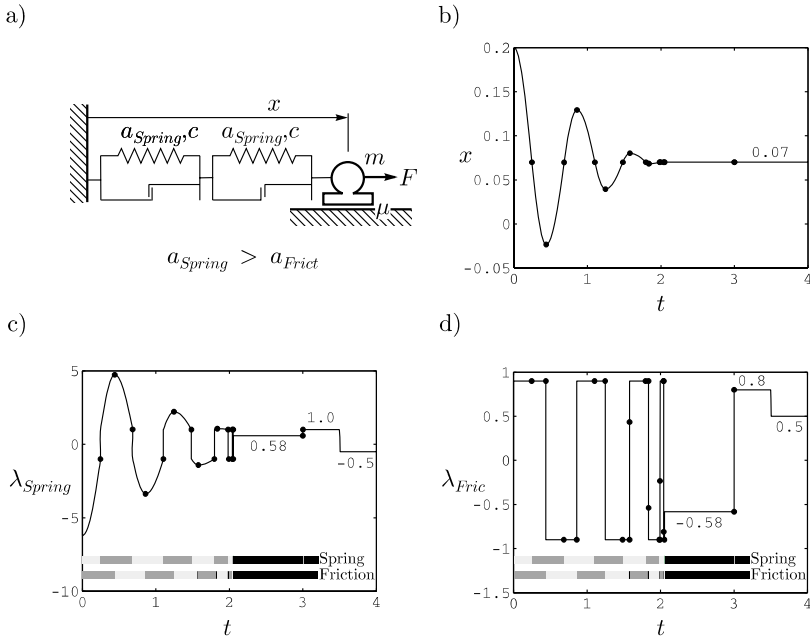 a)
x
a_Spring,c a_Spring,c
m
F
μ
a_Spring > a_Frict
b)
0.2
0.15
0.1
x
0.07
0.05
0
-0.05
0 1 2 3 4
t
c)
5
1.0
0
0.58
-0.5
λ_Spring
-5
Spring
Friction
-10
0 1 2 3 4
t
d)
1
0.8
0.5
0.5
0
λ_Fric
-0.58
-0.5
-1
Spring
Friction
-1.5
0 1 2 3 4
t